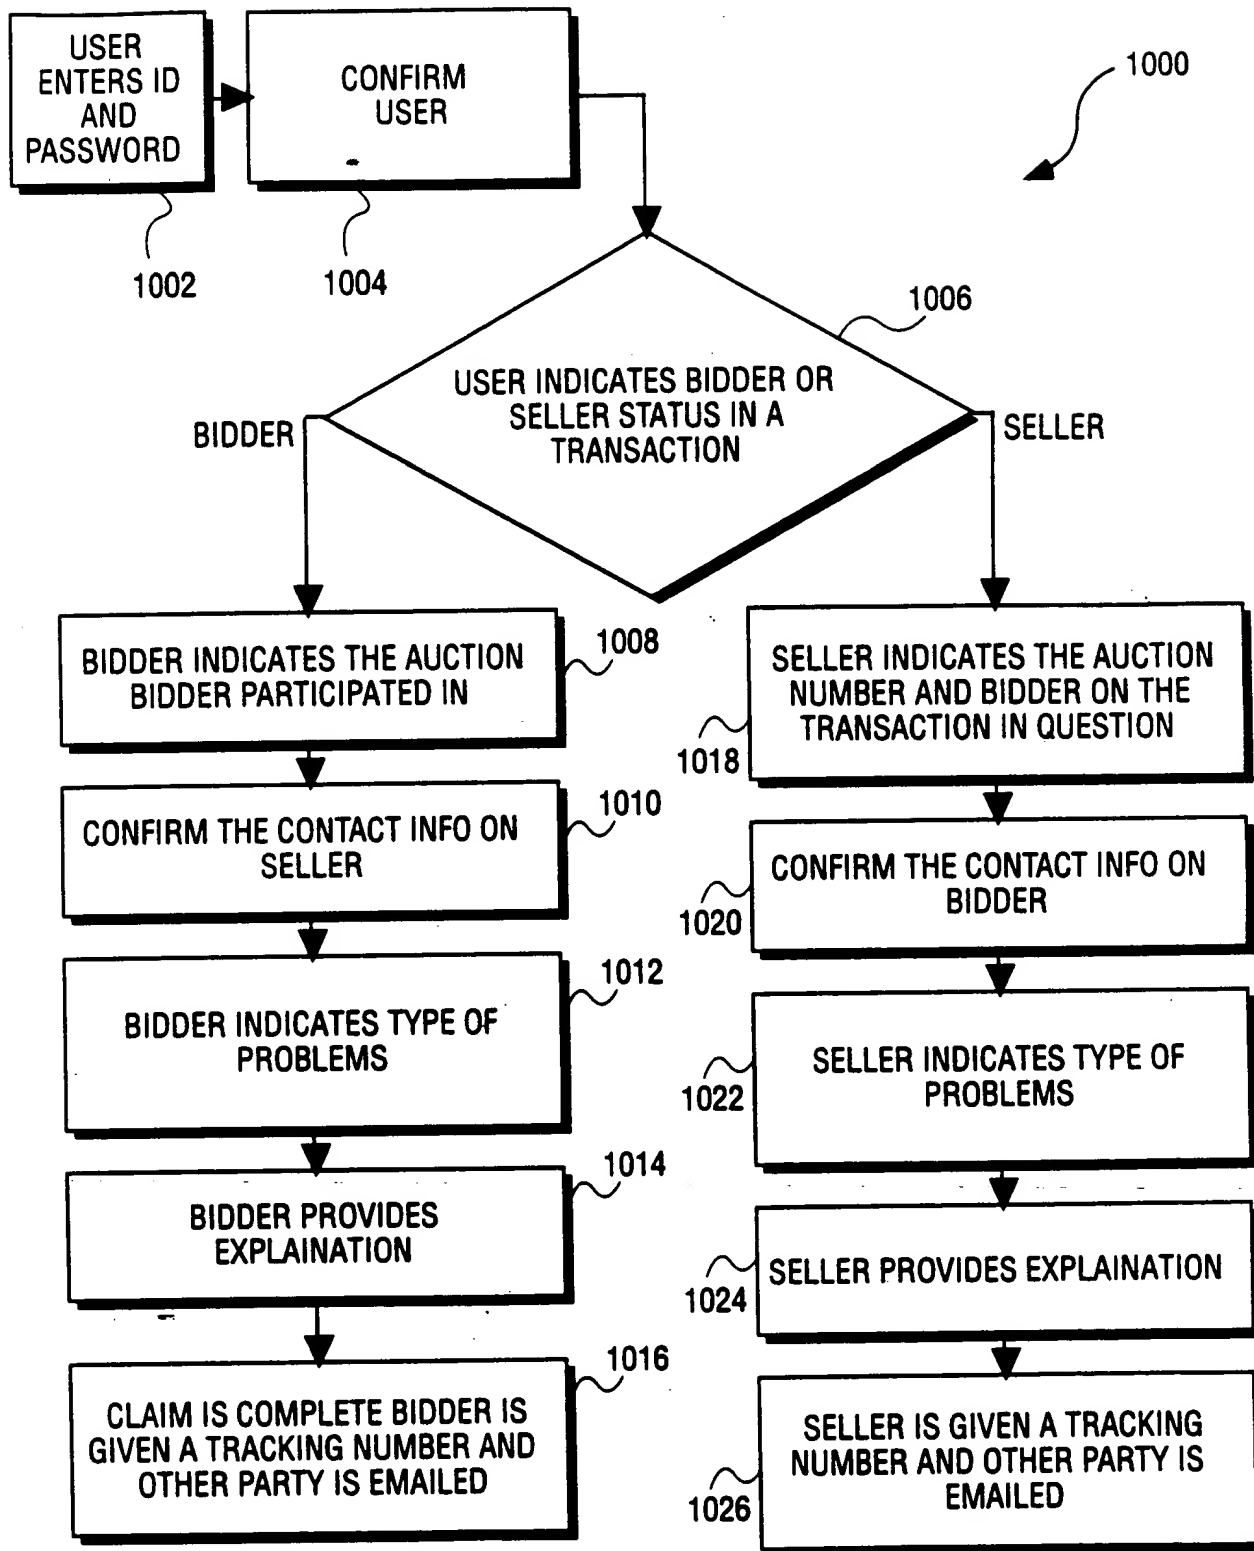 USER
ENTERS ID
AND
PASSWORD
1002
CONFIRM
USER
1004
1000
USER INDICATES BIDDER OR
SELLER STATUS IN A
TRANSACTION
1006
BIDDER
SELLER
BIDDER INDICATES THE AUCTION
BIDDER PARTICIPATED IN
1008
CONFIRM THE CONTACT INFO ON
SELLER
1010
BIDDER INDICATES TYPE OF
PROBLEMS
1012
BIDDER PROVIDES
EXPLAINATION
1014
CLAIM IS COMPLETE BIDDER IS
GIVEN A TRACKING NUMBER AND
OTHER PARTY IS EMAILED
1016
SELLER INDICATES THE AUCTION
NUMBER AND BIDDER ON THE
TRANSACTION IN QUESTION
1018
CONFIRM THE CONTACT INFO ON
BIDDER
1020
SELLER INDICATES TYPE OF
PROBLEMS
1022
SELLER PROVIDES EXPLAINATION
1024
SELLER IS GIVEN A TRACKING
NUMBER AND OTHER PARTY IS
EMAILED
1026